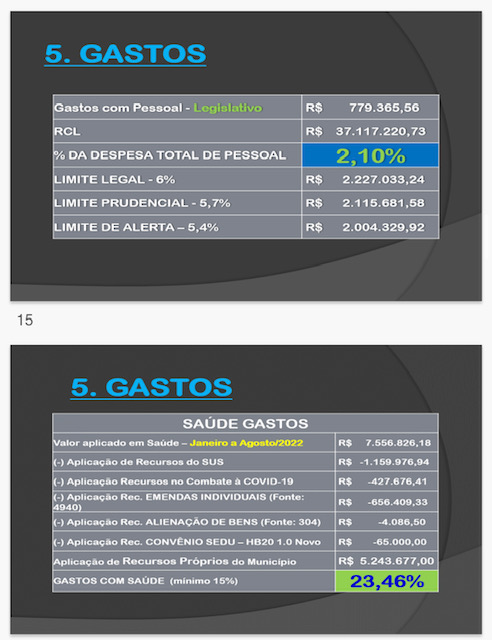 5. GASTOS
Gastos com Pessoal - Legislativo R$ 779.365,56
RCL R$ 37.117.220,73
% DA DESPESA TOTAL DE PESSOAL 2,10%
LIMITE LEGAL - 6% R$ 2.227.033,24
LIMITE PRUDENCIAL - 5,7% R$ 2.115.681,58
LIMITE DE ALERTA – 5,4% R$ 2.004.329,92
15
5. GASTOS
SAÚDE GASTOS
Valor aplicado em Saúde – Janeiro a Agosto/2022 R$ 7.556.826,18
(-) Aplicação de Recursos do SUS R$ -1.159.976,94
(-) Aplicação Recursos no Combate à COVID-19 R$ -427.676,41
(-) Aplicação Rec. EMENDAS INDIVIDUAIS (Fonte:
4940) R$ -656.409,33
(-) Aplicação Rec. ALIENAÇÃO DE BENS (Fonte: 304) R$ -4.086,50
(-) Aplicação Rec. CONVÊNIO SEDU – HB20 1.0 Novo R$ -65.000,00
Aplicação de Recursos Próprios do Município R$ 5.243.677,00
GASTOS COM SAÚDE (mínimo 15%) 23,46%